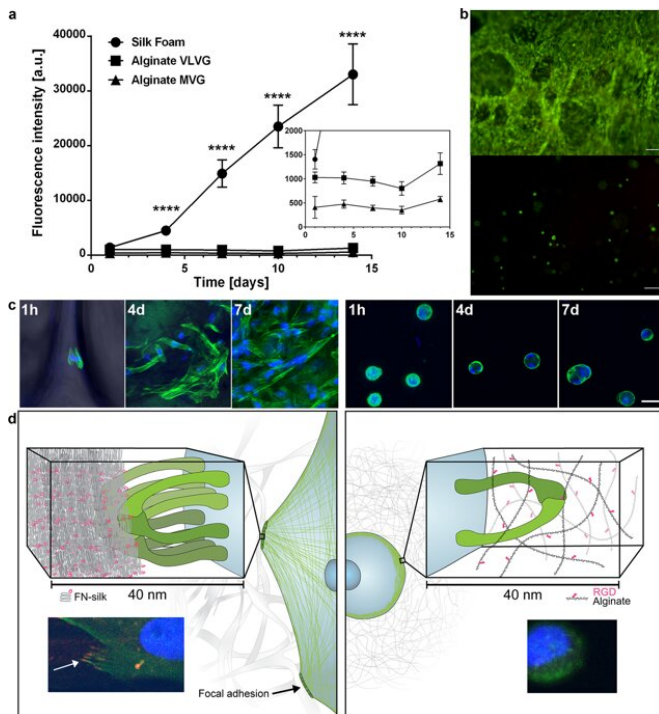 a
Silk Foam
Alginate VLVG
Alginate MVG
Fluorescence intensity [a.u.]
40000
30000
20000
10000
0
****
****
****
****
2000
1500
1000
500
0
0 5 10 15
0 5 10 15
Time [days]
b
c
1h 4d 7d
1h 4d 7d
d
40 nm
FN-silk
Focal adhesion
40 nm
RGD
Alginate